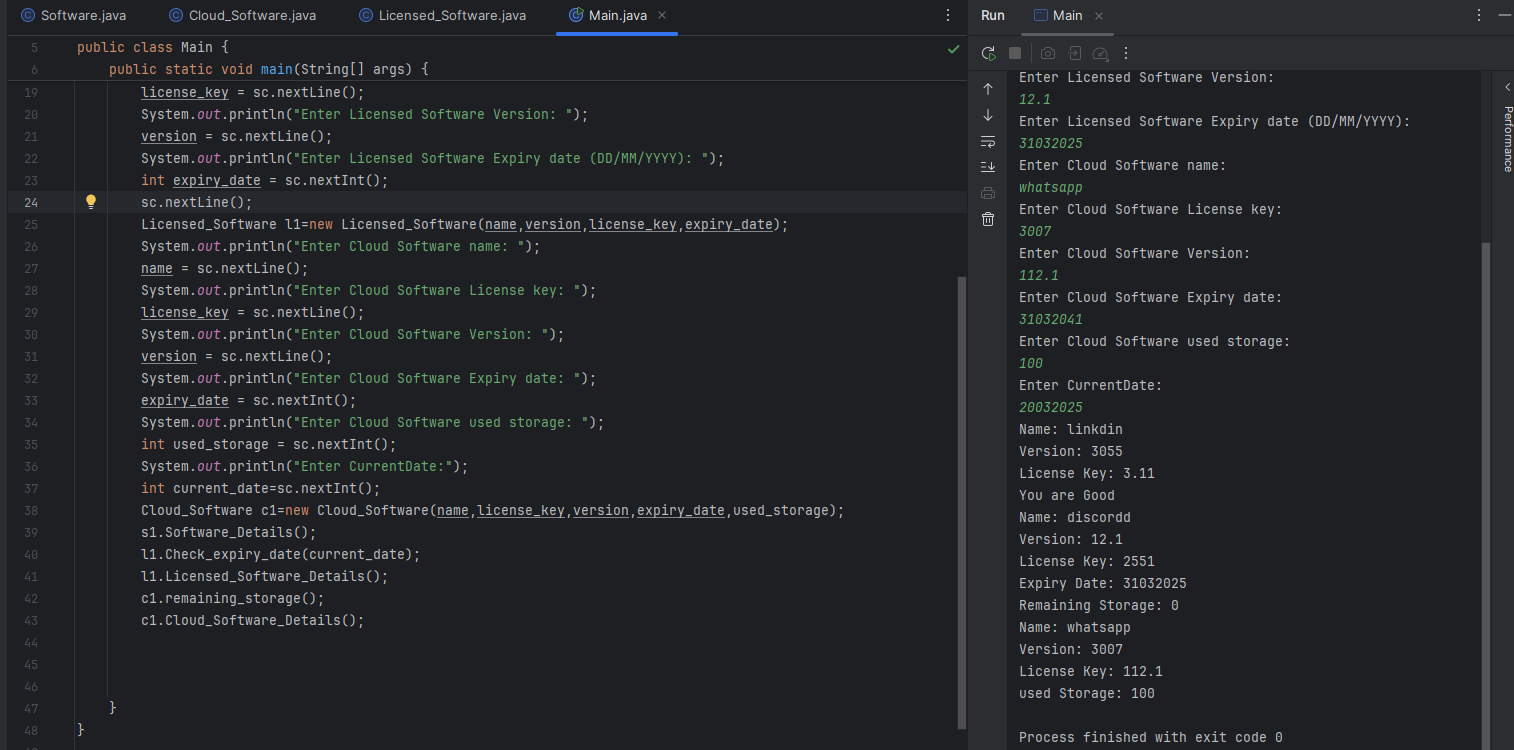 Software.java Cloud_Software.java Licensed_Software.java Main.java
5 public class Main {
6 public static void main(String[] args) {
19 license_key = sc.nextLine();
20 System.out.println("Enter Licensed Software Version: ");
21 version = sc.nextLine();
22 System.out.println("Enter Licensed Software Expiry date (DD/MM/YYYY): ");
23 int expiry_date = sc.nextInt();
24 sc.nextLine();
25 Licensed_Software l1=new Licensed_Software(name,version,license_key,expiry_date);
26 System.out.println("Enter Cloud Software name: ");
27 name = sc.nextLine();
28 System.out.println("Enter Cloud Software License key: ");
29 license_key = sc.nextLine();
30 System.out.println("Enter Cloud Software Version: ");
31 version = sc.nextLine();
32 System.out.println("Enter Cloud Software Expiry date: ");
33 expiry_date = sc.nextInt();
34 System.out.println("Enter Cloud Software used storage: ");
35 int used_storage = sc.nextInt();
36 System.out.println("Enter CurrentDate:");
37 int current_date=sc.nextInt();
38 Cloud_Software c1=new Cloud_Software(name,license_key,version,expiry_date,used_storage);
39 s1.Software_Details();
40 l1.Check_expiry_date(current_date);
41 l1.Licensed_Software_Details();
42 c1.remaining_storage();
43 c1.Cloud_Software_Details();
44
45
46
47 }
48 }
Run Main
Enter Licensed Software Version:
12.1
Enter Licensed Software Expiry date (DD/MM/YYYY):
31032025
Enter Cloud Software name:
whatsapp
Enter Cloud Software License key:
3007
Enter Cloud Software Version:
112.1
Enter Cloud Software Expiry date:
31032041
Enter Cloud Software used storage:
100
Enter CurrentDate:
20032025
Name: linkdin
Version: 3055
License Key: 3.11
You are Good
Name: discordd
Version: 12.1
License Key: 2551
Expiry Date: 31032025
Remaining Storage: 0
Name: whatsapp
Version: 3007
License Key: 112.1
used Storage: 100
Process finished with exit code 0
Performance